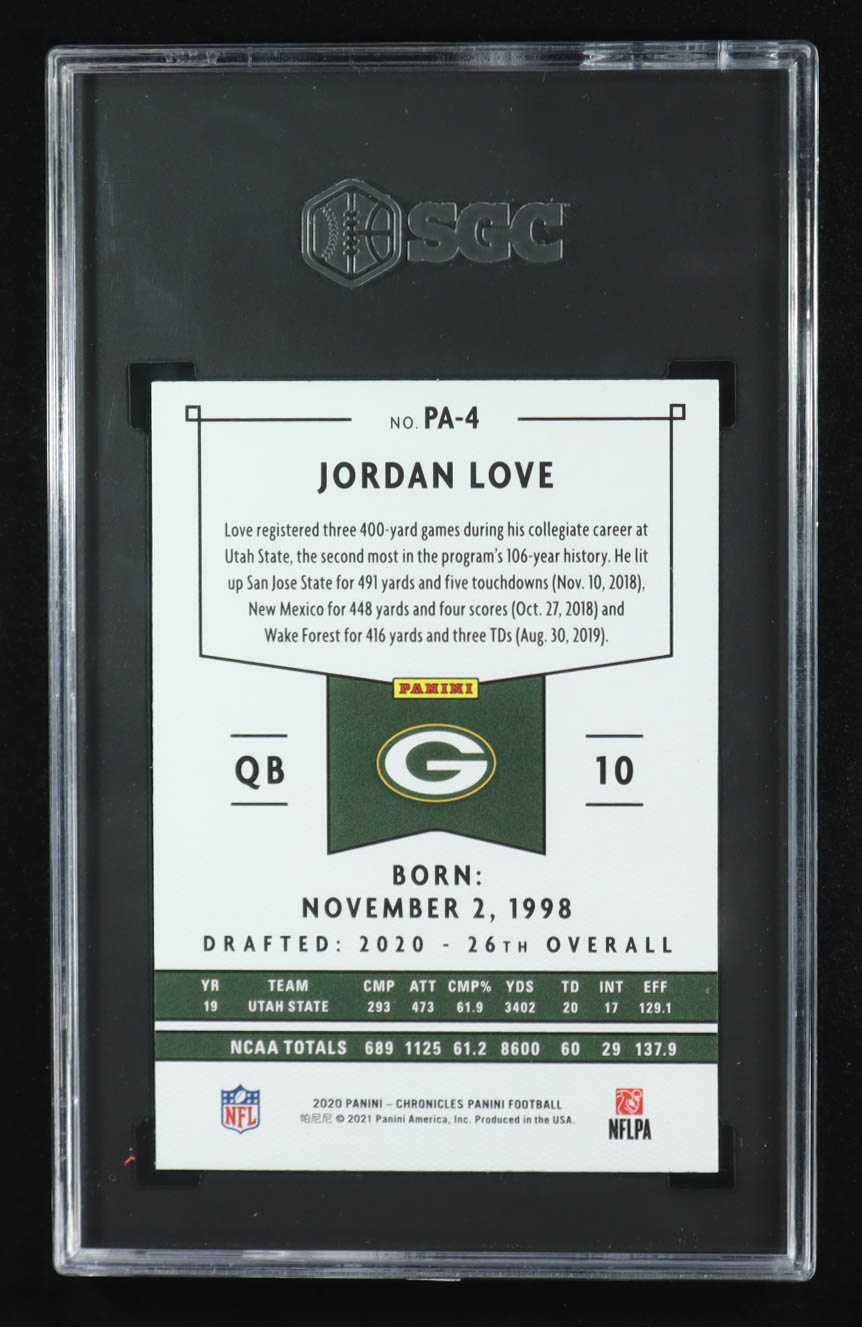 SGC
NO. PA-4
JORDAN LOVE
Love registered three 400-yard games during his collegiate career at
Utah State, the second most in the program's 106-year history. He lit
up San Jose State for 491 yards and five touchdowns (Nov. 10, 2018),
New Mexico for 448 yards and four scores (Oct. 27, 2018) and
Wake Forest for 416 yards and three TDs (Aug. 30, 2019).
PANINI
QB
G
10
BORN:
NOVEMBER 2, 1998
DRAFTED: 2020 - 26TH OVERALL
YR TEAM CMP ATT CMP% YDS TD INT EFF
19 UTAH STATE 293 473 61.9 3402 20 17 129.1
NCAA TOTALS 689 1125 61.2 8600 60 29 137.9
NFL
2020 PANINI – CHRONICLES PANINI FOOTBALL
帕尼尼 © 2021 Panini America, Inc. Produced in the USA.
NFLPA